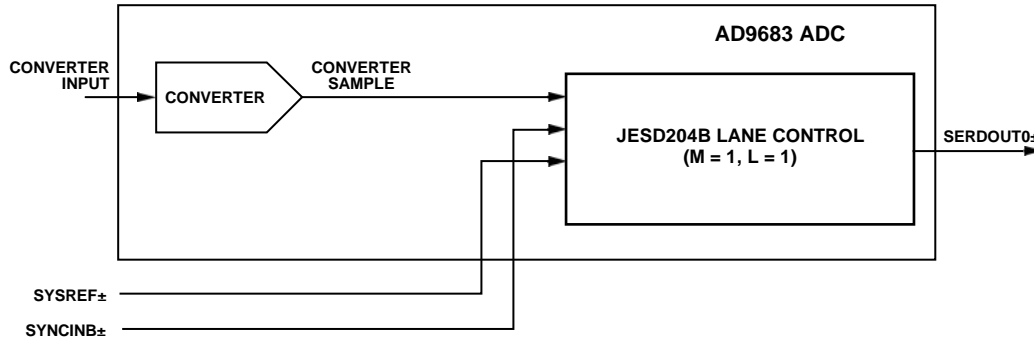 AD9683 ADC
CONVERTER
INPUT
CONVERTER
CONVERTER
SAMPLE
JESD204B LANE CONTROL
(M = 1, L = 1)
SERDOUT0±
SYSREF±
SYNCINB±